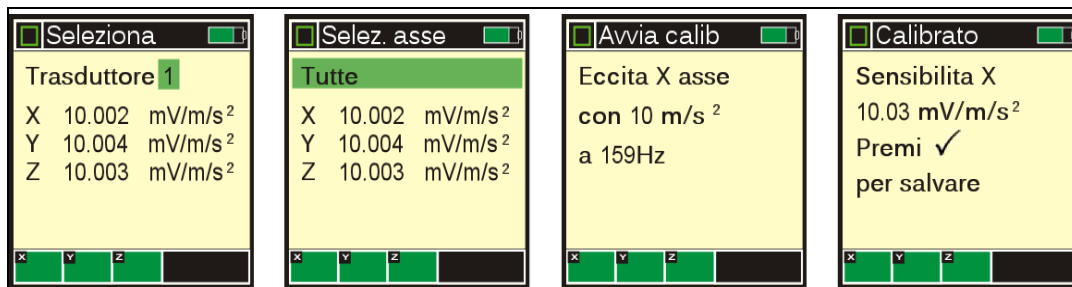 Seleziona
Trasduttore 1
X 10.002 mV/m/s²
Y 10.004 mV/m/s²
Z 10.003 mV/m/s²
X Y Z
Selez. asse
Tutte
X 10.002 mV/m/s²
Y 10.004 mV/m/s²
Z 10.003 mV/m/s²
X Y Z
Avvia calib
Eccita X asse
con 10 m/s ²
a 159Hz
X Y Z
Calibrato
Sensibilita X
10.03 mV/m/s²
Premi ✓
per salvare
X Y Z